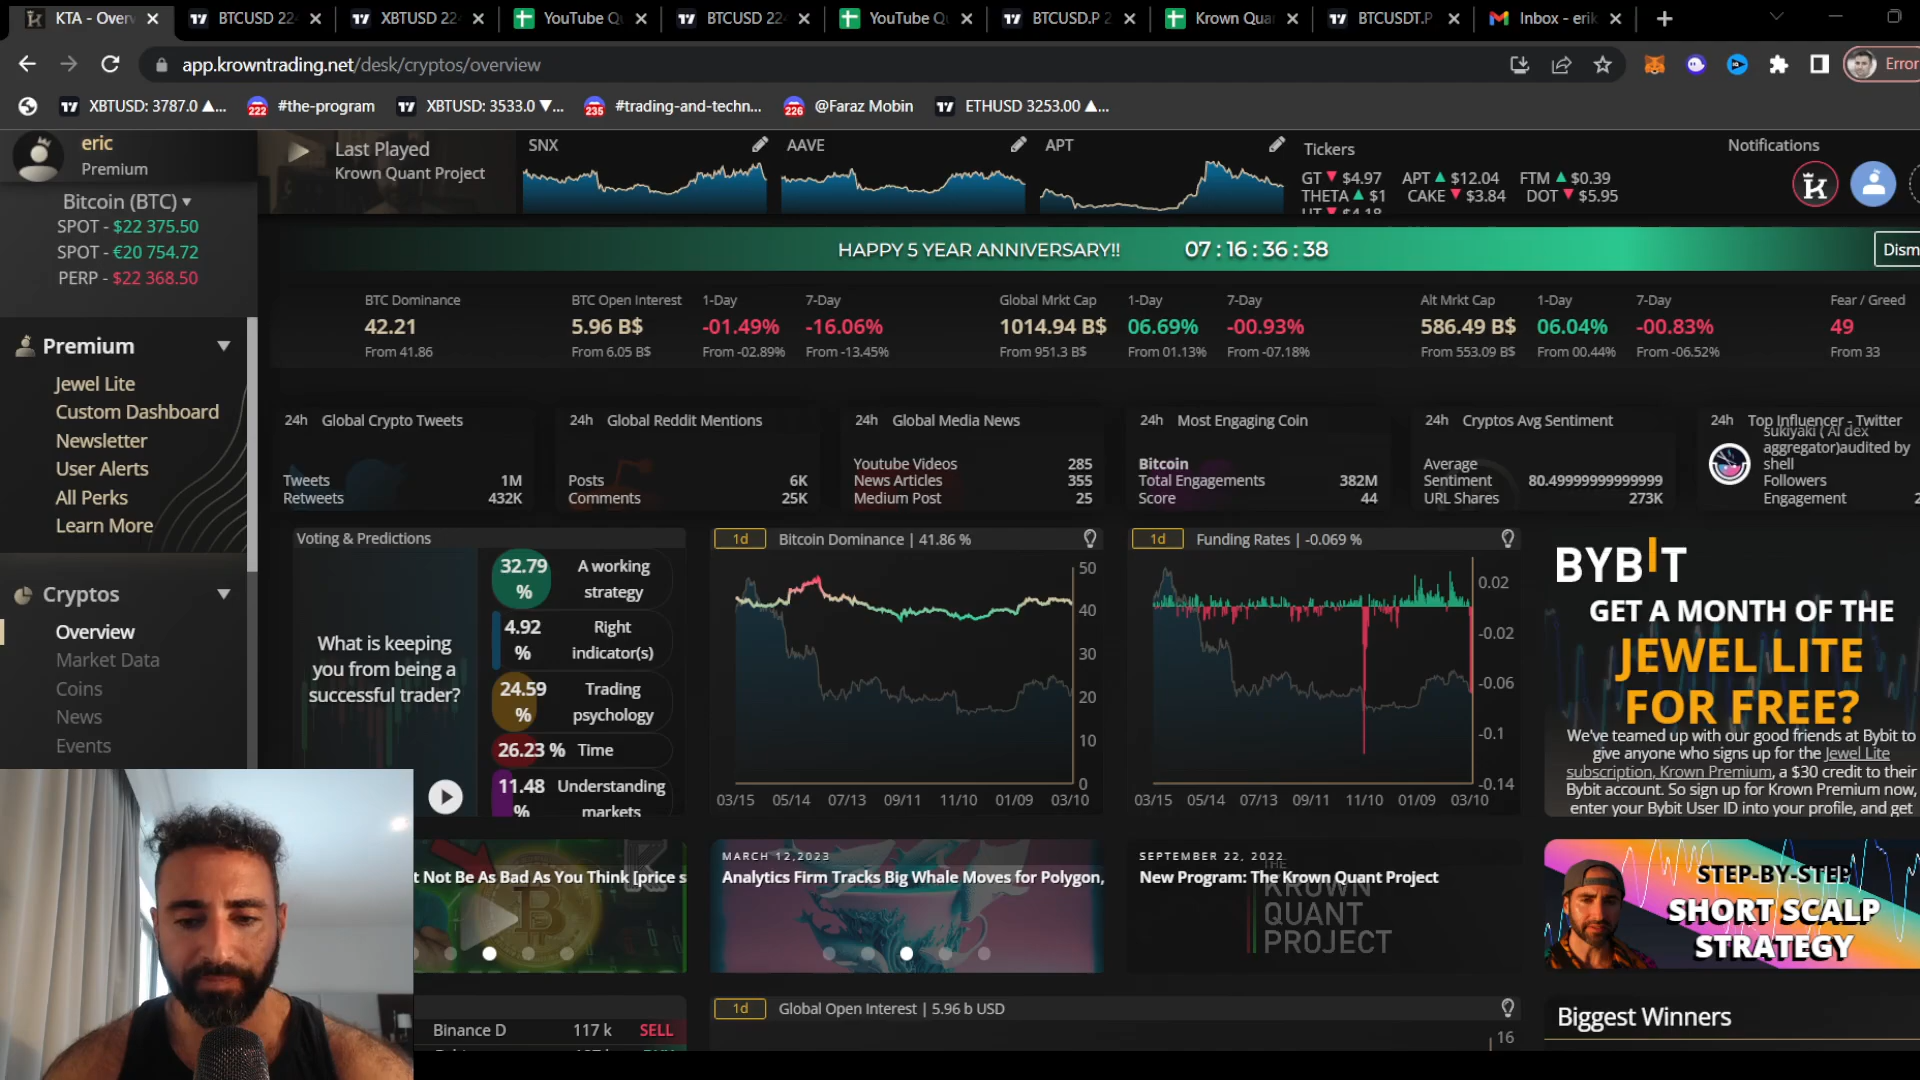 KTA - Over
BTCUSD 22
XBTUSD 22
YouTube Q
BTCUSD 22
YouTube Q
BTCUSD.P 2
Krown Qua
BTCUSDT.P
Inbox - erik
app.krowntrading.net/desk/cryptos/overview
Error
XBTUSD: 3787.0 ▲...
#the-program
XBTUSD: 3533.0 ▼...
#trading-and-techn...
@Faraz Mobin
ETHUSD 3253.00 ▲...
eric
Premium
Last Played
Krown Quant Project
SNX
AAVE
APT
Tickers
GT ▼ $4.97 APT ▲ $12.04 FTM ▲ $0.39
THETA ▲ $1 CAKE ▼ $3.84 DOT ▼ $5.95
HT ▼ $4.18
Notifications
Bitcoin (BTC) ▾
SPOT - $22 375.50
SPOT - €20 754.72
PERP - $22 368.50
HAPPY 5 YEAR ANNIVERSARY!! 07 : 16 : 36 : 38
Dism
BTC Dominance
42.21
From 41.86
BTC Open Interest 1-Day 7-Day
5.96 B$ -01.49% -16.06%
From 6.05 B$ From -02.89% From -13.45%
Global Mrkt Cap 1-Day 7-Day
1014.94 B$ 06.69% -00.93%
From 951.3 B$ From 01.13% From -07.18%
Alt Mrkt Cap 1-Day 7-Day
586.49 B$ 06.04% -00.83%
From 553.09 B$ From 00.44% From -06.52%
Fear / Greed
49
From 33
Premium ▼
Jewel Lite
Custom Dashboard
Newsletter
User Alerts
All Perks
Learn More
Cryptos ▼
Overview
Market Data
Coins
News
Events
24h Global Crypto Tweets
Tweets 1M
Retweets 432K
24h Global Reddit Mentions
Posts 6K
Comments 25K
24h Global Media News
Youtube Videos 285
News Articles 355
Medium Post 25
24h Most Engaging Coin
Bitcoin
Total Engagements 382M
Score 44
24h Cryptos Avg Sentiment
Average
Sentiment 80.49999999999999
URL Shares 273K
24h Top Influencer - Twitter
sukiyaki ( AI dex
aggregator)audited by
shell
Followers
Engagement 2
Voting & Predictions
What is keeping
you from being a
successful trader?
32.79 % A working strategy
4.92 % Right indicator(s)
24.59 % Trading psychology
26.23 % Time
11.48 % Understanding markets
1d Bitcoin Dominance | 41.86 %
50
40
30
20
10
0
03/15 05/14 07/13 09/11 11/10 01/09 03/10
1d Funding Rates | -0.069 %
0.02
-0.02
-0.06
-0.1
-0.14
03/15 05/14 07/13 09/11 11/10 01/09 03/10
BYBIT
GET A MONTH OF THE
JEWEL LITE
FOR FREE?
We've teamed up with our good friends at Bybit to
give anyone who signs up for the Jewel Lite
subscription, Krown Premium, a $30 credit to their
Bybit account. So sign up for Krown Premium now,
enter your Bybit User ID into your profile, and get
t Not Be As Bad As You Think [price s
MARCH 12,2023
Analytics Firm Tracks Big Whale Moves for Polygon,
SEPTEMBER 22, 2022
New Program: The Krown Quant Project
THE
KROWN
QUANT
PROJECT
STEP-BY-STEP
SHORT SCALP
STRATEGY
Binance D 117 k SELL
1d Global Open Interest | 5.96 b USD
16
Biggest Winners